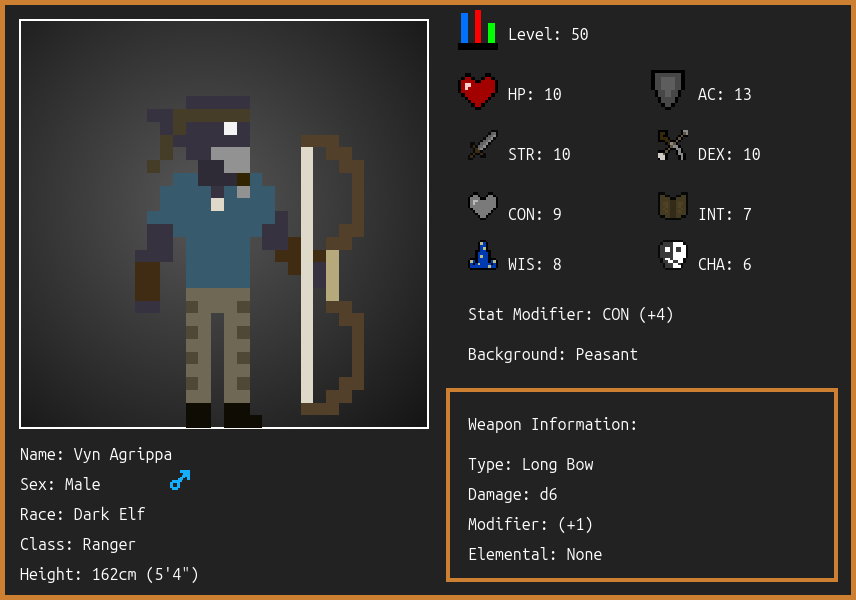 Level: 50
HP: 10
AC: 13
STR: 10
DEX: 10
CON: 9
INT: 7
WIS: 8
CHA: 6
Stat Modifier: CON (+4)
Background: Peasant
Weapon Information:
Type: Long Bow
Damage: d6
Modifier: (+1)
Elemental: None
Name: Vyn Agrippa
Sex: Male
Race: Dark Elf
Class: Ranger
Height: 162cm (5'4")